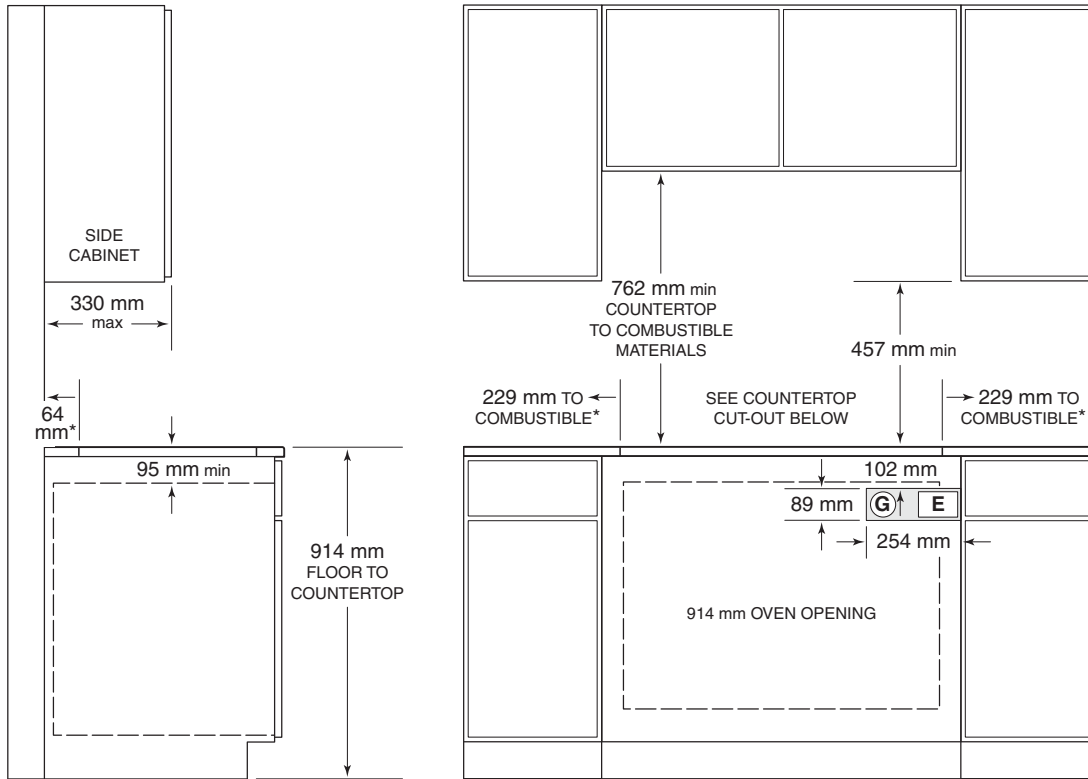 SIDE
CABINET
330 mm
max
64
mm*
95 mm min
914 mm
FLOOR TO
COUNTERTOP
762 mm min
COUNTERTOP
TO COMBUSTIBLE
MATERIALS
457 mm min
229 mm TO
COMBUSTIBLE*
SEE COUNTERTOP
CUT-OUT BELOW
229 mm TO
COMBUSTIBLE*
102 mm
89 mm
G
E
254 mm
914 mm OVEN OPENING